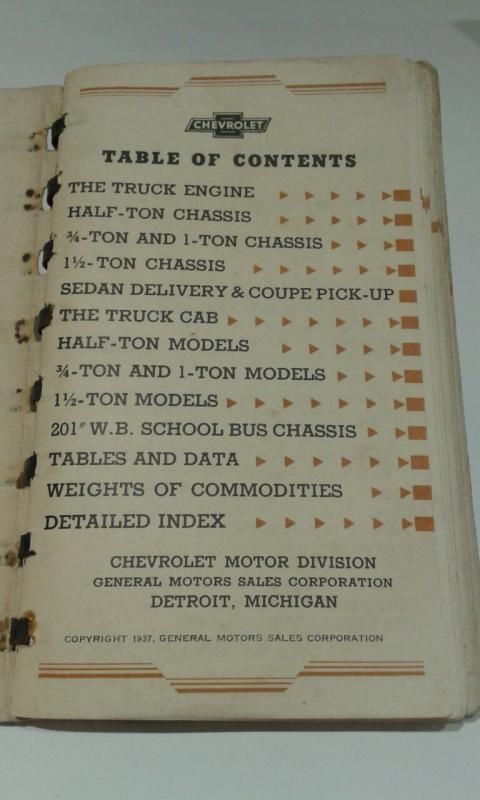 CHEVROLET
TABLE OF CONTENTS
THE TRUCK ENGINE
HALF-TON CHASSIS
¾-TON AND 1-TON CHASSIS
1½-TON CHASSIS
SEDAN DELIVERY & COUPE PICK-UP
THE TRUCK CAB
HALF-TON MODELS
¾-TON AND 1-TON MODELS
1½-TON MODELS
201" W.B. SCHOOL BUS CHASSIS
TABLES AND DATA
WEIGHTS OF COMMODITIES
DETAILED INDEX
CHEVROLET MOTOR DIVISION
GENERAL MOTORS SALES CORPORATION
DETROIT, MICHIGAN
COPYRIGHT 1937, GENERAL MOTORS SALES CORPORATION